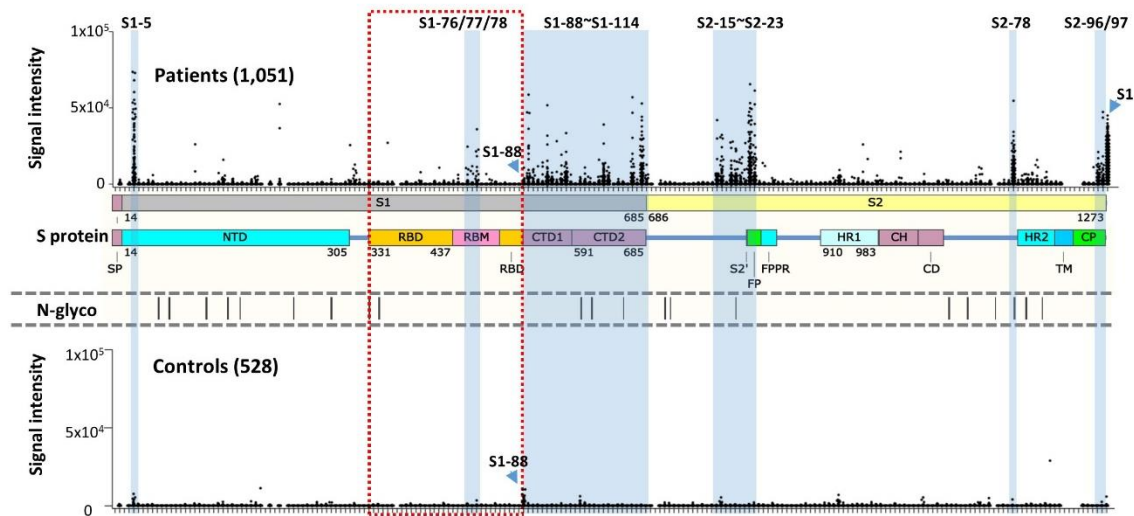 S1-5 S1-76/77/78 S1-88~S1-114 S2-15~S2-23 S2-78 S2-96/97
Signal intensity
1x10⁵
5x10⁴
0
Patients (1,051)
S1-88
S1
S1 S2
14 685 686 1273
S protein
NTD RBD RBM CTD1 CTD2 HR1 CH HR2 CP
14 305 331 437 591 685 910 983
SP RBD S2' FP FPPR CD TM
N-glyco
Signal intensity
1x10⁵
5x10⁴
0
Controls (528)
S1-88